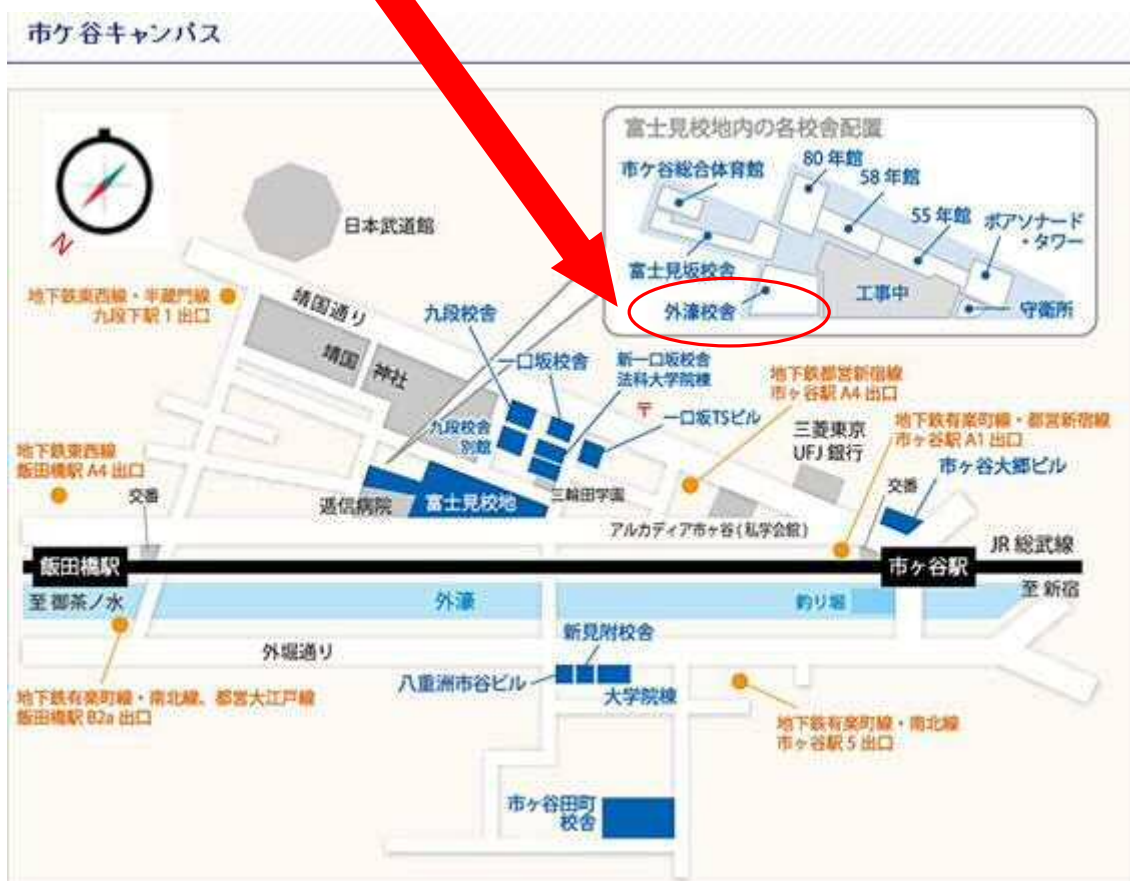 市ケ谷キャンパス
N
日本武道館
富士見校地内の各校舎配置
市ケ谷総合体育館
80年館
58年館
55年館
ボアソナード
・タワー
富士見坂校舎
外濠校舎
工事中
守衛所
地下鉄東西線・半蔵門線
九段下駅1出口
靖国通り
靖国
神社
九段校舎
一口坂校舎
新一口坂校舎
法科大学院棟
〒
一口坂TSビル
九段校舎
別館
地下鉄都営新宿線
市ヶ谷駅A4出口
三菱東京
UFJ銀行
地下鉄有楽町線・都営新宿線
市ヶ谷駅A1出口
市ヶ谷大郷ビル
交番
地下鉄東西線
飯田橋駅A4出口
交番
逓信病院
富士見校地
三輪田学園
アルカディア市ヶ谷(私学会館)
JR総武線
飯田橋駅
市ヶ谷駅
至御茶ノ水
外濠
釣り堀
至新宿
外堀通り
新見附校舎
八重洲市谷ビル
大学院棟
地下鉄有楽町線・南北線、都営大江戸線
飯田橋駅B2a出口
地下鉄有楽町線・南北線
市ヶ谷駅5出口
市ヶ谷田町
校舎